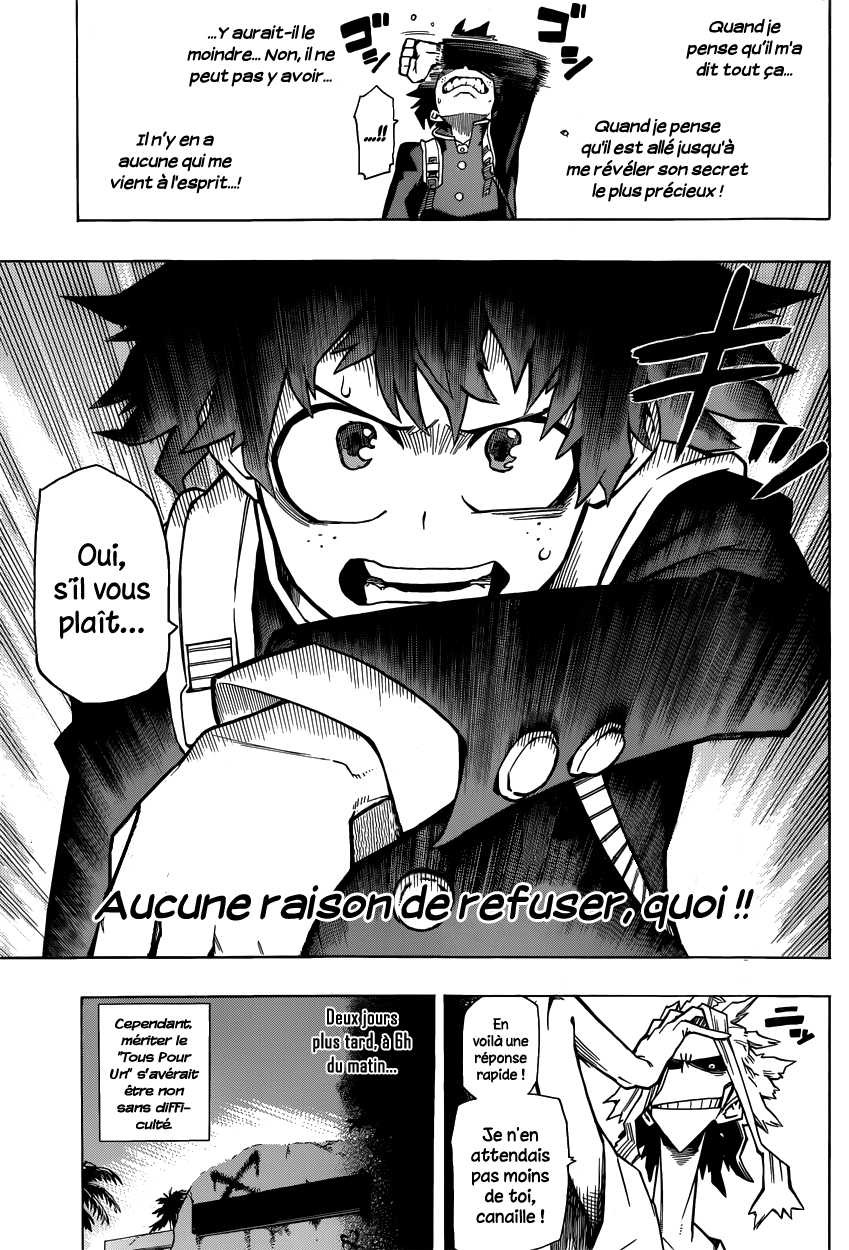 Quand je
pense qu'il m'a
dit tout ça...
Quand je pense
qu'il est allé jusqu'à
me révéler son secret
le plus précieux !
ゴシ
ゴシ
...!!
...Y aurait-il le
moindre... Non, il ne
peut pas y avoir...
Il n'y en a
aucune qui me
vient à l'esprit...!
Oui,
s'il vous
plaît...
Aucune raison de refuser, quoi !!
En
voilà une
réponse
rapide !
Je n'en
attendais
pas moins
de toi,
canaille !
Deux jours
plus tard, à 6h
du matin...
Cependant,
mériter le
"Tous Pour
Un" s'avérait
être non
sans diffi-
culté.